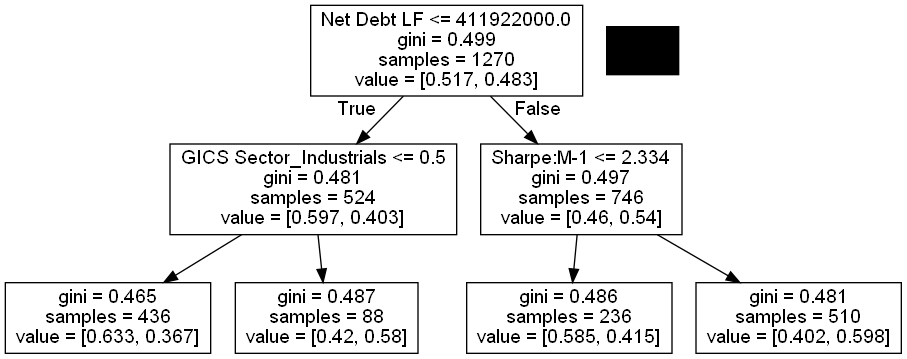 Net Debt LF <= 411922000.0
gini = 0.499
samples = 1270
value = [0.517, 0.483]
True
False
GICS Sector_Industrials <= 0.5
gini = 0.481
samples = 524
value = [0.597, 0.403]
Sharpe:M-1 <= 2.334
gini = 0.497
samples = 746
value = [0.46, 0.54]
gini = 0.465
samples = 436
value = [0.633, 0.367]
gini = 0.487
samples = 88
value = [0.42, 0.58]
gini = 0.486
samples = 236
value = [0.585, 0.415]
gini = 0.481
samples = 510
value = [0.402, 0.598]